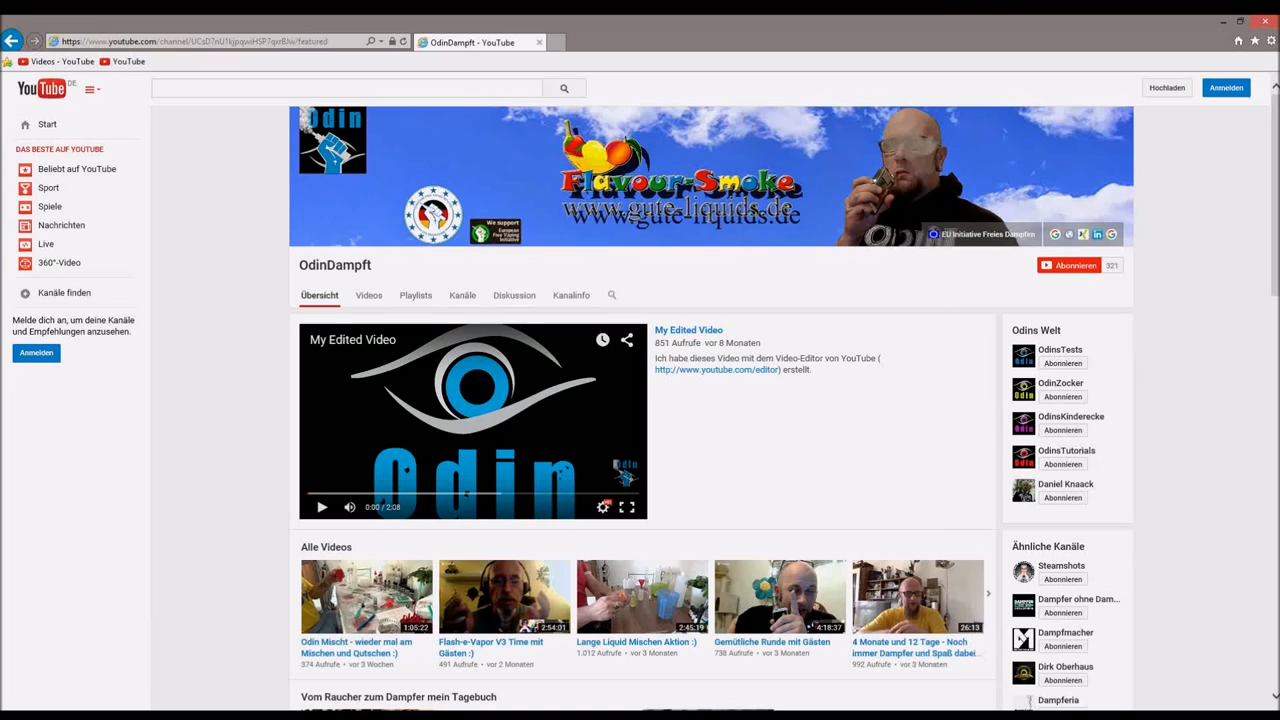 https://www.youtube.com/channel/UCsD7nU1kjpqwiHSP7qxrBJw/featured
OdinDampft - YouTube
Videos - YouTube
YouTube
YouTube DE
Hochladen
Anmelden
Start
DAS BESTE AUF YOUTUBE
Beliebt auf YouTube
Sport
Spiele
Nachrichten
Live
360°-Video
Kanäle finden
Melde dich an, um deine Kanäle
und Empfehlungen anzusehen.
Anmelden
Odin
Flavour-Smoke
www.gute-liquids.de
We support
European
Free Vaping
Initiative
EU Initiative Freies Dampfen
OdinDampft
Abonnieren
321
Übersicht
Videos
Playlists
Kanäle
Diskussion
Kanalinfo
My Edited Video
Odin
0:00 / 2:08
My Edited Video
851 Aufrufe vor 8 Monaten
Ich habe dieses Video mit dem Video-Editor von YouTube (
http://www.youtube.com/editor) erstellt.
Odins Welt
OdinsTests
Abonnieren
OdinZocker
Abonnieren
OdinsKinderecke
Abonnieren
OdinsTutorials
Abonnieren
Daniel Knaack
Abonnieren
Alle Videos
1:05:22
Odin Mischt - wieder mal am
Mischen und Qutschen :)
374 Aufrufe • vor 3 Wochen
2:54:01
Flash-e-Vapor V3 Time mit
Gästen :)
491 Aufrufe • vor 2 Monaten
2:45:19
Lange Liquid Mischen Aktion :)
1.012 Aufrufe • vor 3 Monaten
4:18:37
Gemütliche Runde mit Gästen
738 Aufrufe • vor 3 Monaten
26:13
4 Monate und 12 Tage - Noch
immer Dampfer und Spaß dabei...
992 Aufrufe • vor 3 Monaten
Ähnliche Kanäle
Steamshots
Abonnieren
Dampfer ohne Dam...
Abonnieren
Dampfmacher
Abonnieren
Dirk Oberhaus
Abonnieren
Dampferia
Abonnieren
Vom Raucher zum Dampfer mein Tagebuch